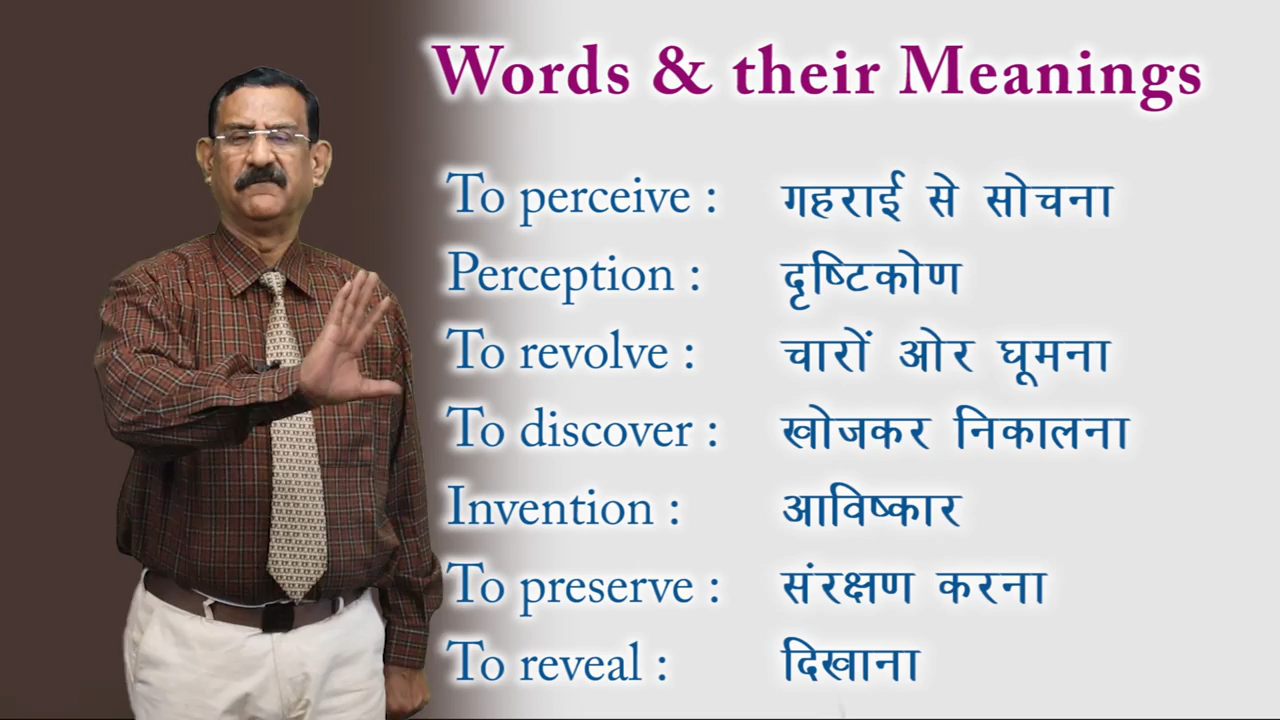 Words & their Meanings
To perceive : गहराई से सोचना
Perception : दृष्टिकोण
To revolve : चारों ओर घूमना
To discover : खोजकर निकालना
Invention : आविष्कार
To preserve : संरक्षण करना
To reveal : दिखाना